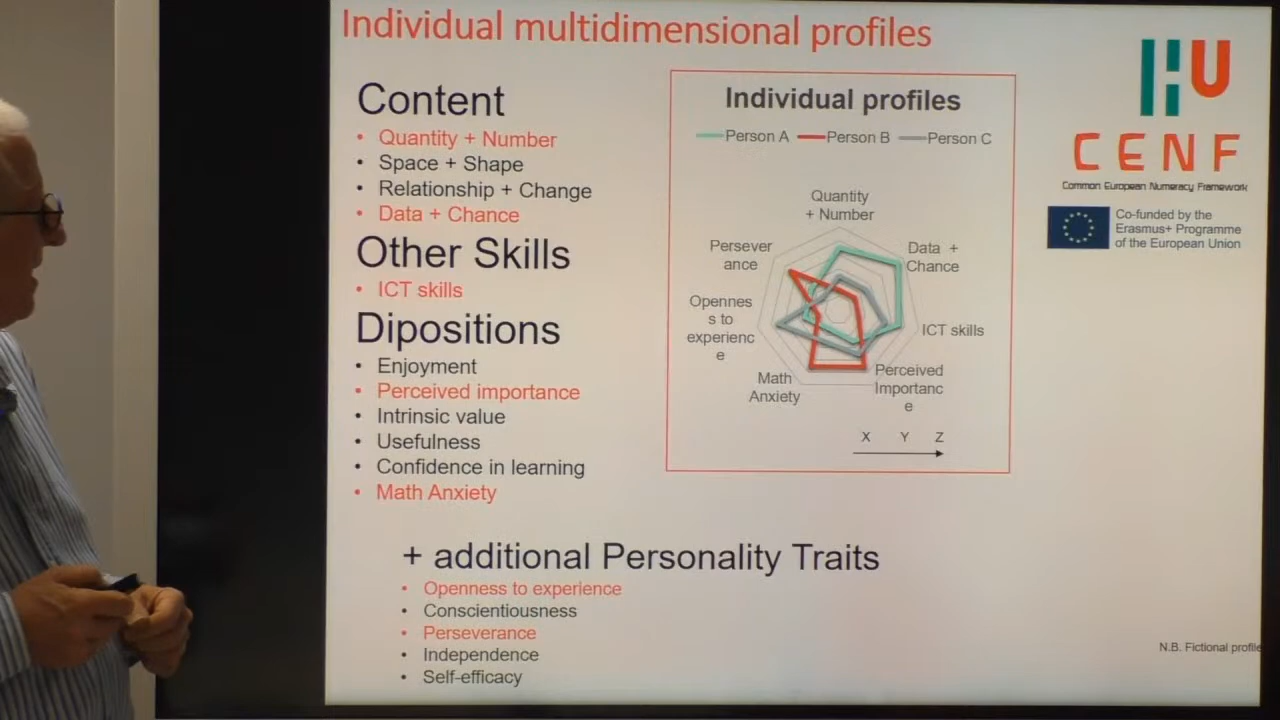 Individual multidimensional profiles
Content
• Quantity + Number
• Space + Shape
• Relationship + Change
• Data + Chance
Other Skills
• ICT skills
Dipositions
• Enjoyment
• Perceived importance
• Intrinsic value
• Usefulness
• Confidence in learning
• Math Anxiety
+ additional Personality Traits
• Openness to experience
• Conscientiousness
• Perseverance
• Independence
• Self-efficacy
Individual profiles
Person A Person B Person C
Quantity
+ Number
Data +
Chance
ICT skills
Perceived
Importanc
e
Math
Anxiety
Opennes
s to
experienc
e
Persever
ance
X Y Z
HU
CENF
Common European Numeracy Framework
Co-funded by the
Erasmus+ Programme
of the European Union
N.B. Fictional profile